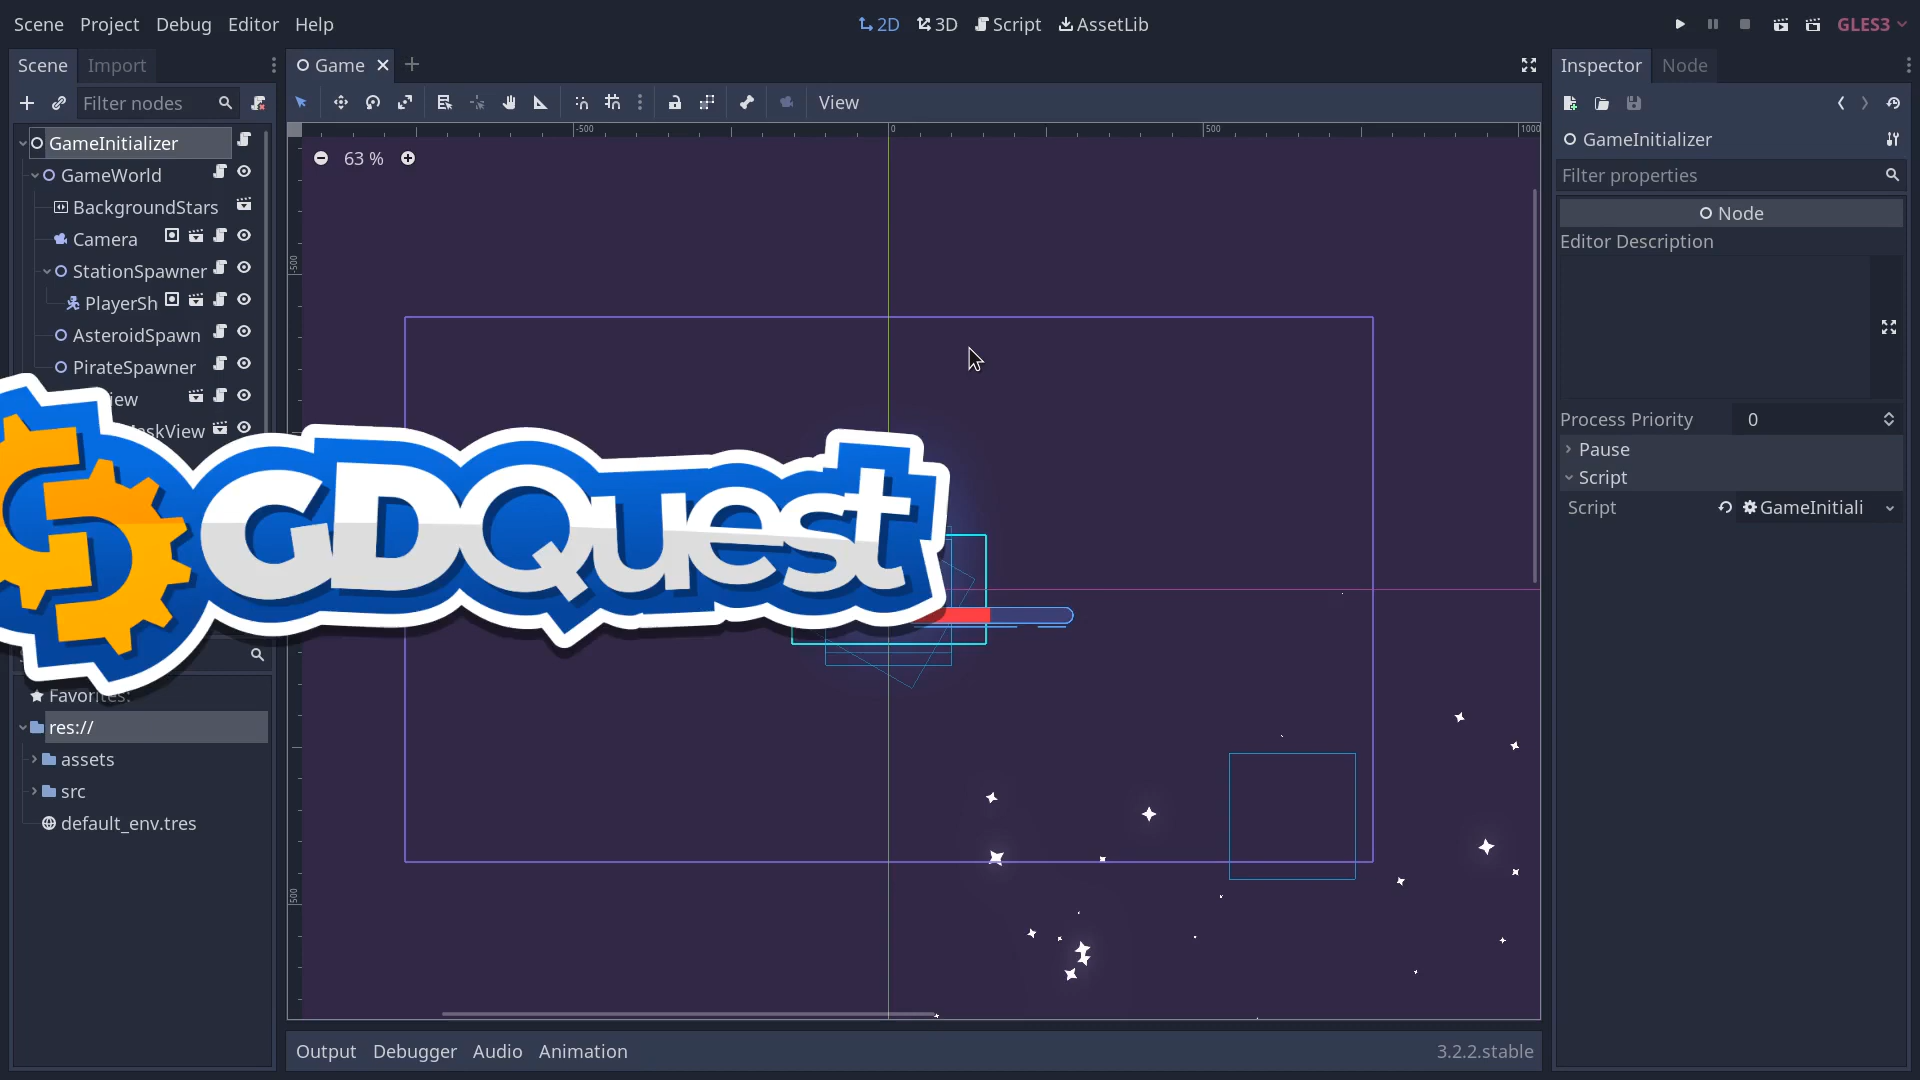 Scene Project Debug Editor Help
2D 3D Script AssetLib
GLES3
Scene Import
Game
Inspector Node
Filter nodes
View
GameInitializer
GameWorld
BackgroundStars
Camera
StationSpawner
PlayerSh
AsteroidSpawn
PirateSpawner
63 %
-500 0 500 1000
-500
500
GDQuest
Favorites:
res://
assets
src
default_env.tres
GameInitializer
Filter properties
Node
Editor Description
Process Priority 0
Pause
Script
Script GameInitiali
Output Debugger Audio Animation
3.2.2.stable